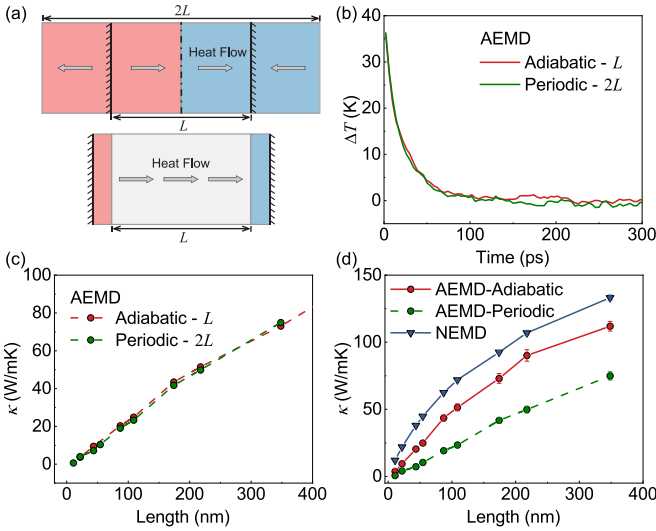 (a)
2L
Heat Flow
L
Heat Flow
L
(b)
40
30
20
10
0
ΔT (K)
AEMD
Adiabatic - L
Periodic - 2L
0
100
200
300
Time (ps)
(c)
100
80
60
40
20
0
κ (W/mK)
AEMD
Adiabatic - L
Periodic - 2L
0
100
200
300
400
Length (nm)
(d)
150
100
50
0
κ (W/mK)
AEMD-Adiabatic
AEMD-Periodic
NEMD
0
100
200
300
400
Length (nm)